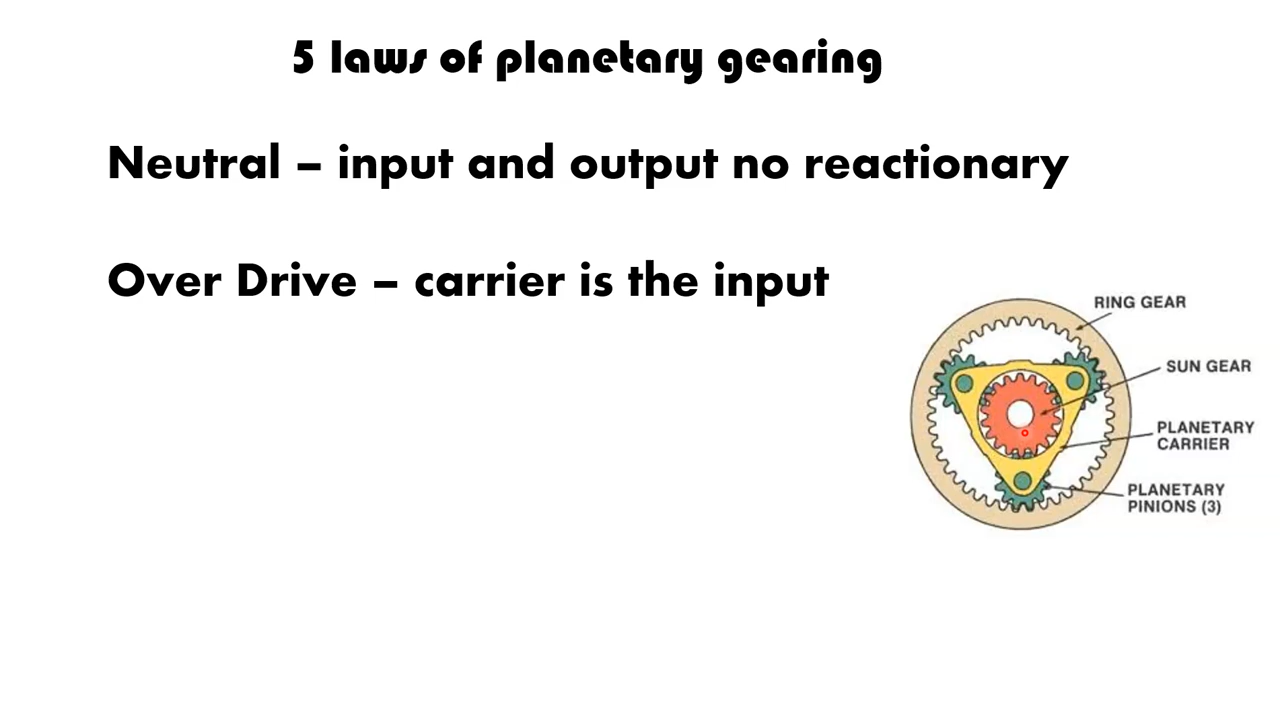 5 laws of planetary gearing
Neutral – input and output no reactionary
Over Drive – carrier is the input
RING GEAR
SUN GEAR
PLANETARY
CARRIER
PLANETARY
PINIONS (3)